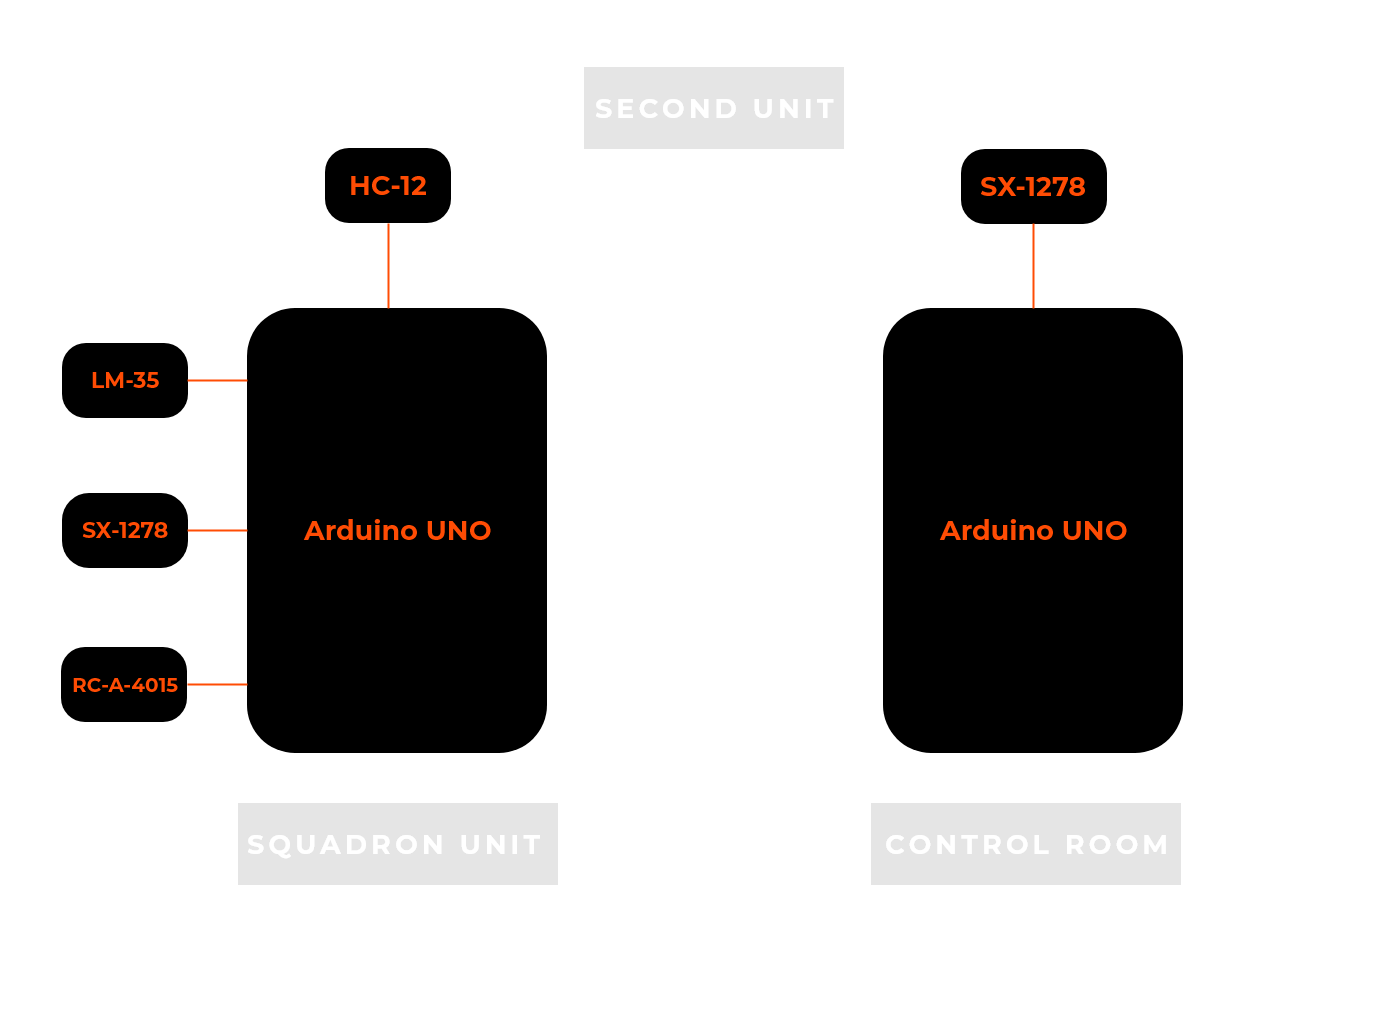 SECOND UNIT
HC-12
SX-1278
LM-35
SX-1278
Arduino UNO
Arduino UNO
RC-A-4015
SQUADRON UNIT
CONTROL ROOM